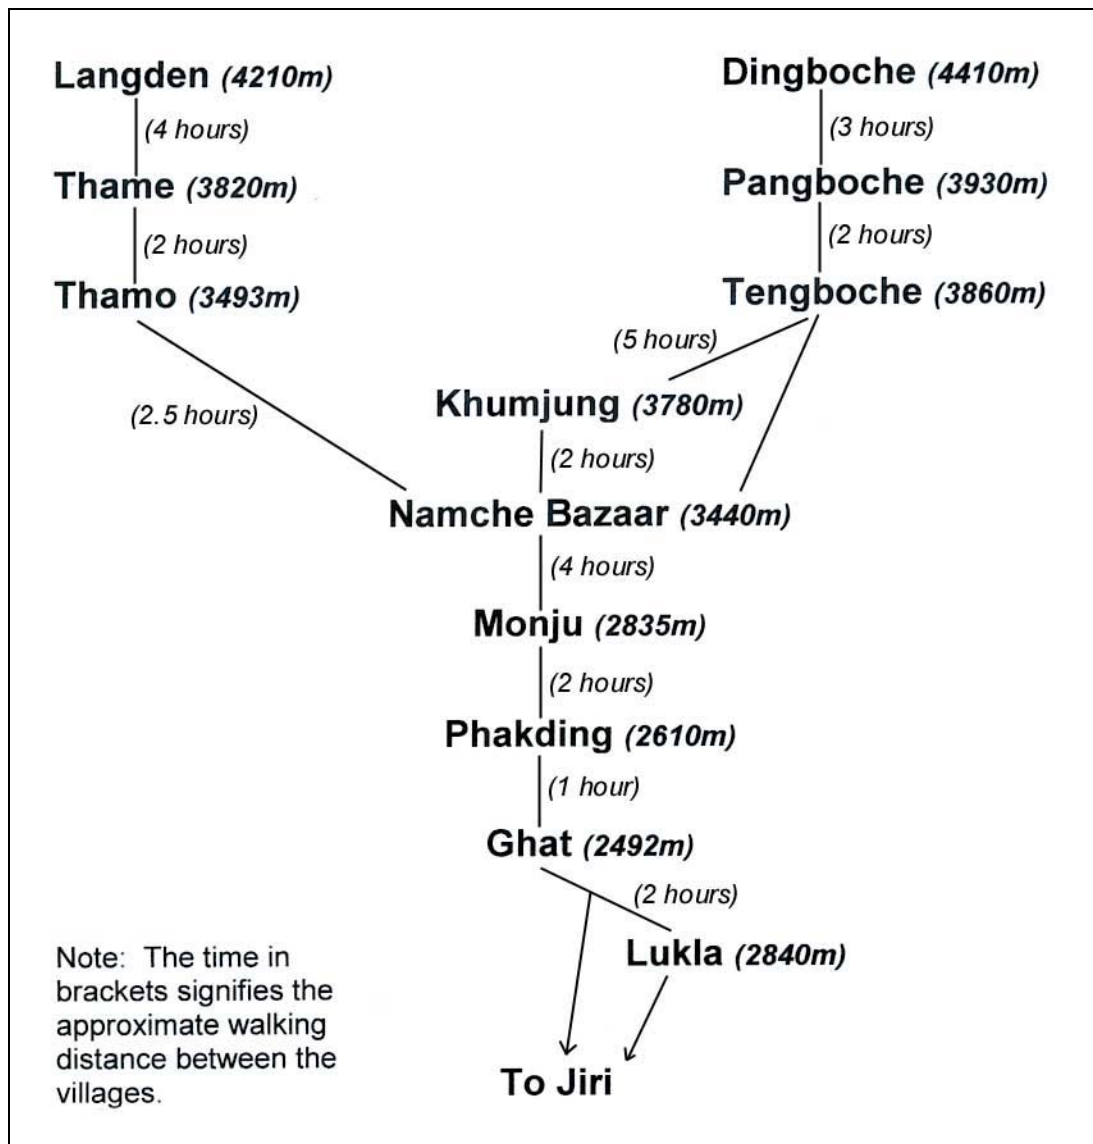 Langden (4210m)
Dingboche (4410m)
(4 hours)
(3 hours)
Thame (3820m)
Pangboche (3930m)
(2 hours)
(2 hours)
Thamo (3493m)
Tengboche (3860m)
(5 hours)
Khumjung (3780m)
(2.5 hours)
(2 hours)
Namche Bazaar (3440m)
(4 hours)
Monju (2835m)
(2 hours)
Phakding (2610m)
(1 hour)
Ghat (2492m)
(2 hours)
Lukla (2840m)
Note: The time in
brackets signifies the
approximate walking
distance between the
villages.
To Jiri